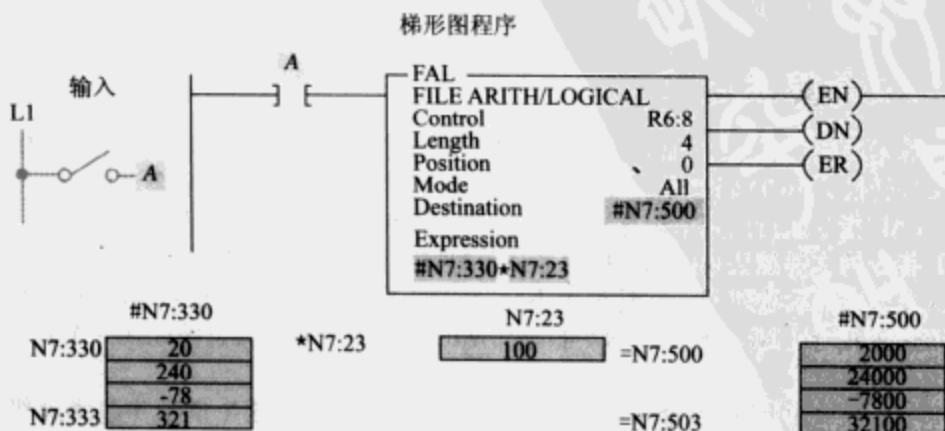 梯形图程序
输入
L1
A
A
FAL
FILE ARITH/LOGICAL
Control R6:8
Length 4
Position 0
Mode All
Destination #N7:500
Expression
#N7:330*N7:23
EN
DN
ER
#N7:330
N7:330 20
240
-78
N7:333 321
*N7:23
N7:23
100
=N7:500
=N7:503
#N7:500
2000
24000
-7800
32100